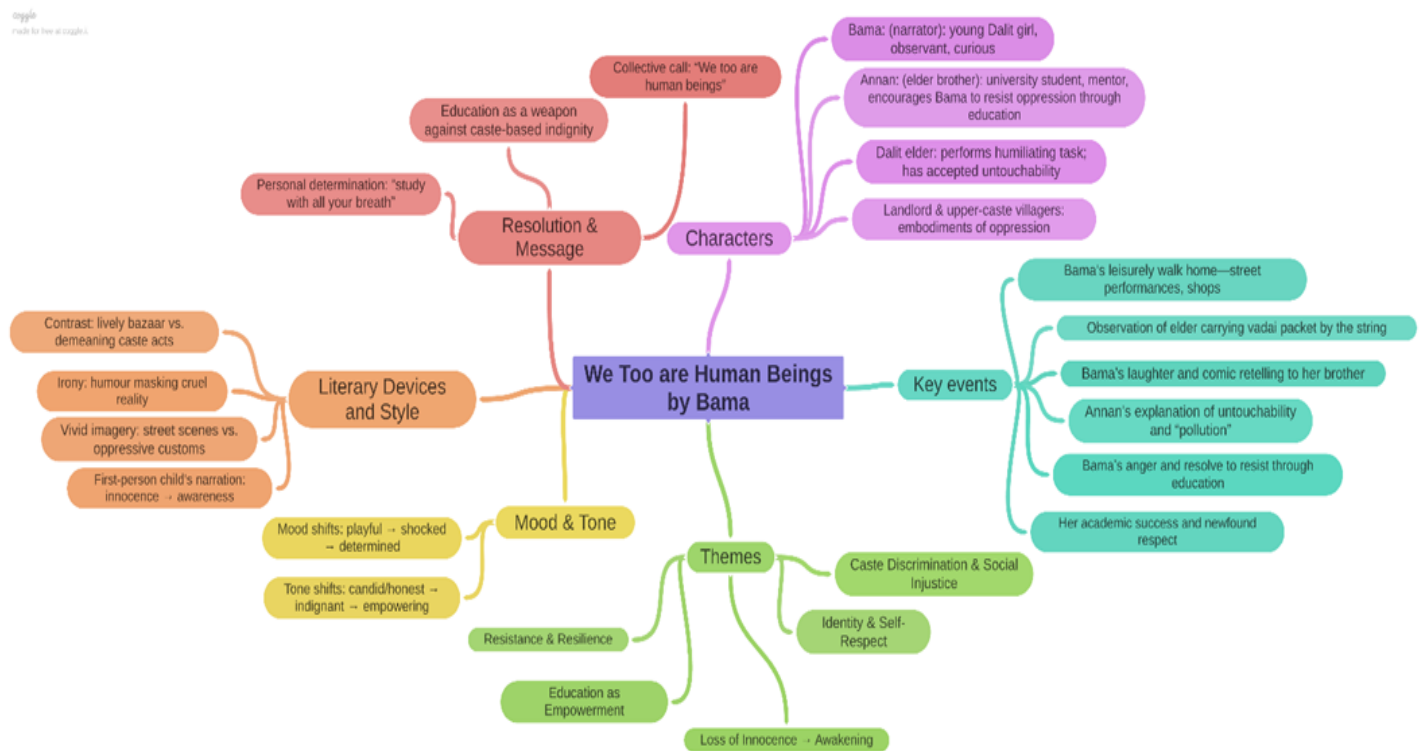 coggle
made for free at coggle.it
We Too are Human Beings
by Bama
Characters
Bama: (narrator): young Dalit girl,
observant, curious
Annan: (elder brother): university student, mentor,
encourages Bama to resist oppression through
education
Dalit elder: performs humiliating task;
has accepted untouchability
Landlord & upper-caste villagers:
embodiments of oppression
Key events
Bama's leisurely walk home—street
performances, shops
Observation of elder carrying vadai packet by the string
Bama's laughter and comic retelling to her brother
Annan's explanation of untouchability
and “pollution”
Bama's anger and resolve to resist through
education
Her academic success and newfound
respect
Themes
Caste Discrimination & Social
Injustice
Identity & Self-
Respect
Loss of Innocence → Awakening
Education as
Empowerment
Resistance & Resilience
Mood & Tone
Mood shifts: playful → shocked
→ determined
Tone shifts: candid/honest →
indignant → empowering
Literary Devices
and Style
Contrast: lively bazaar vs.
demeaning caste acts
Irony: humour masking cruel
reality
Vivid imagery: street scenes vs.
oppressive customs
First-person child's narration:
innocence → awareness
Resolution &
Message
Personal determination: “study
with all your breath”
Education as a weapon
against caste-based indignity
Collective call: “We too are
human beings”